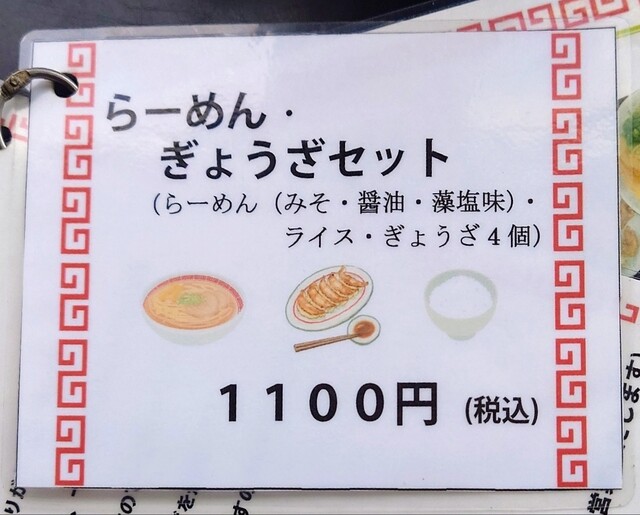 らーめん・
ぎょうざセット
（らーめん（みそ・醤油・藻塩味）・
ライス・ぎょうざ４個）
１１００円 (税込)